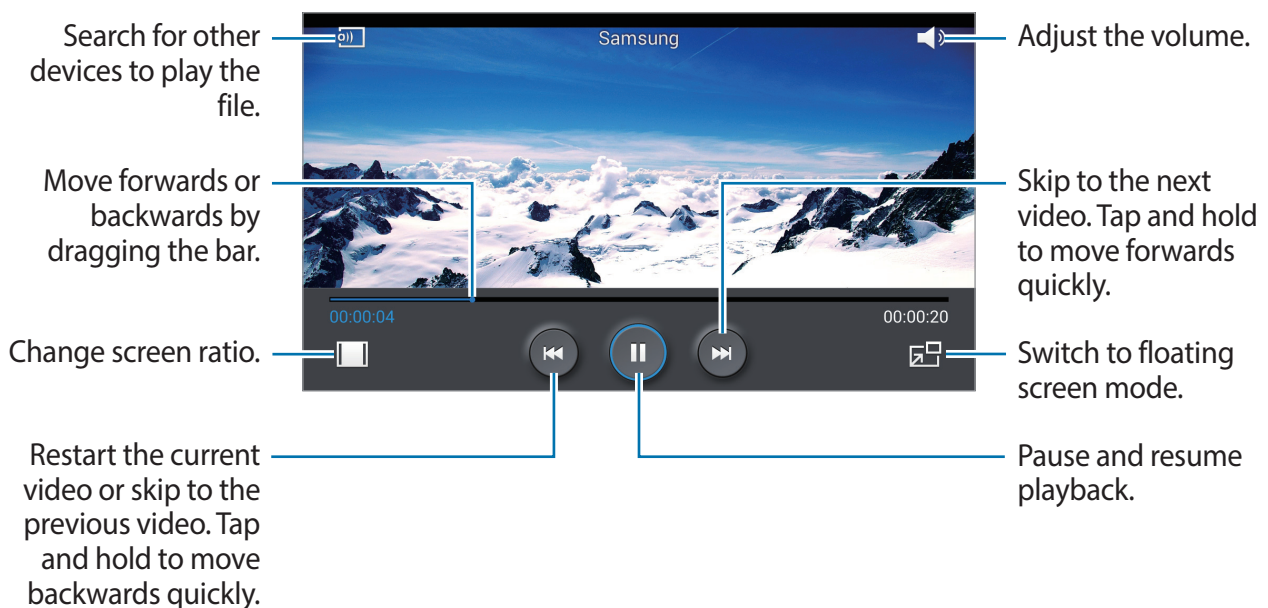 Search for other
devices to play the
file.
Samsung
Adjust the volume.
Move forwards or
backwards by
dragging the bar.
Skip to the next
video. Tap and hold
to move forwards
quickly.
00:00:04
00:00:20
Change screen ratio.
Switch to floating
screen mode.
Restart the current
video or skip to the
previous video. Tap
and hold to move
backwards quickly.
Pause and resume
playback.